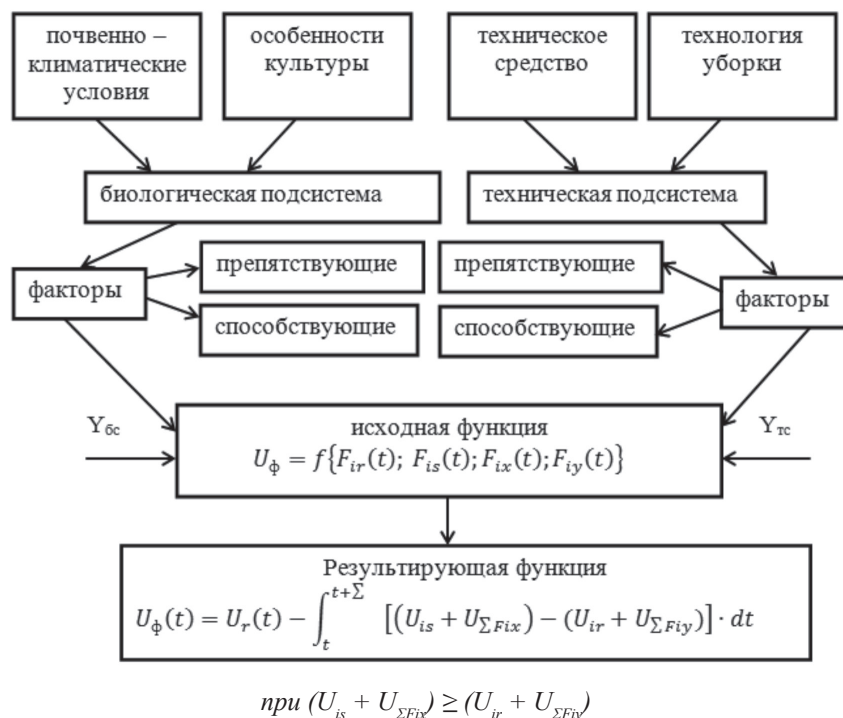 почвенно –
климатические
условия
особенности
культуры
техническое
средство
технология
уборки
биологическая подсистема
техническая подсистема
факторы
препятствующие
способствующие
препятствующие
способствующие
факторы
Yбс
исходная функция
Uф = f{Fir(t); Fis(t); Fix(t); Fiy(t)}
Yтс
Результирующая функция
Uф(t) = Ur(t) − ∫_t^{t+Σ} [(Uis + UΣFix) − (Uir + UΣFiy)] · dt
при (Uis + UΣFix) ≥ (Uir + UΣFiy)